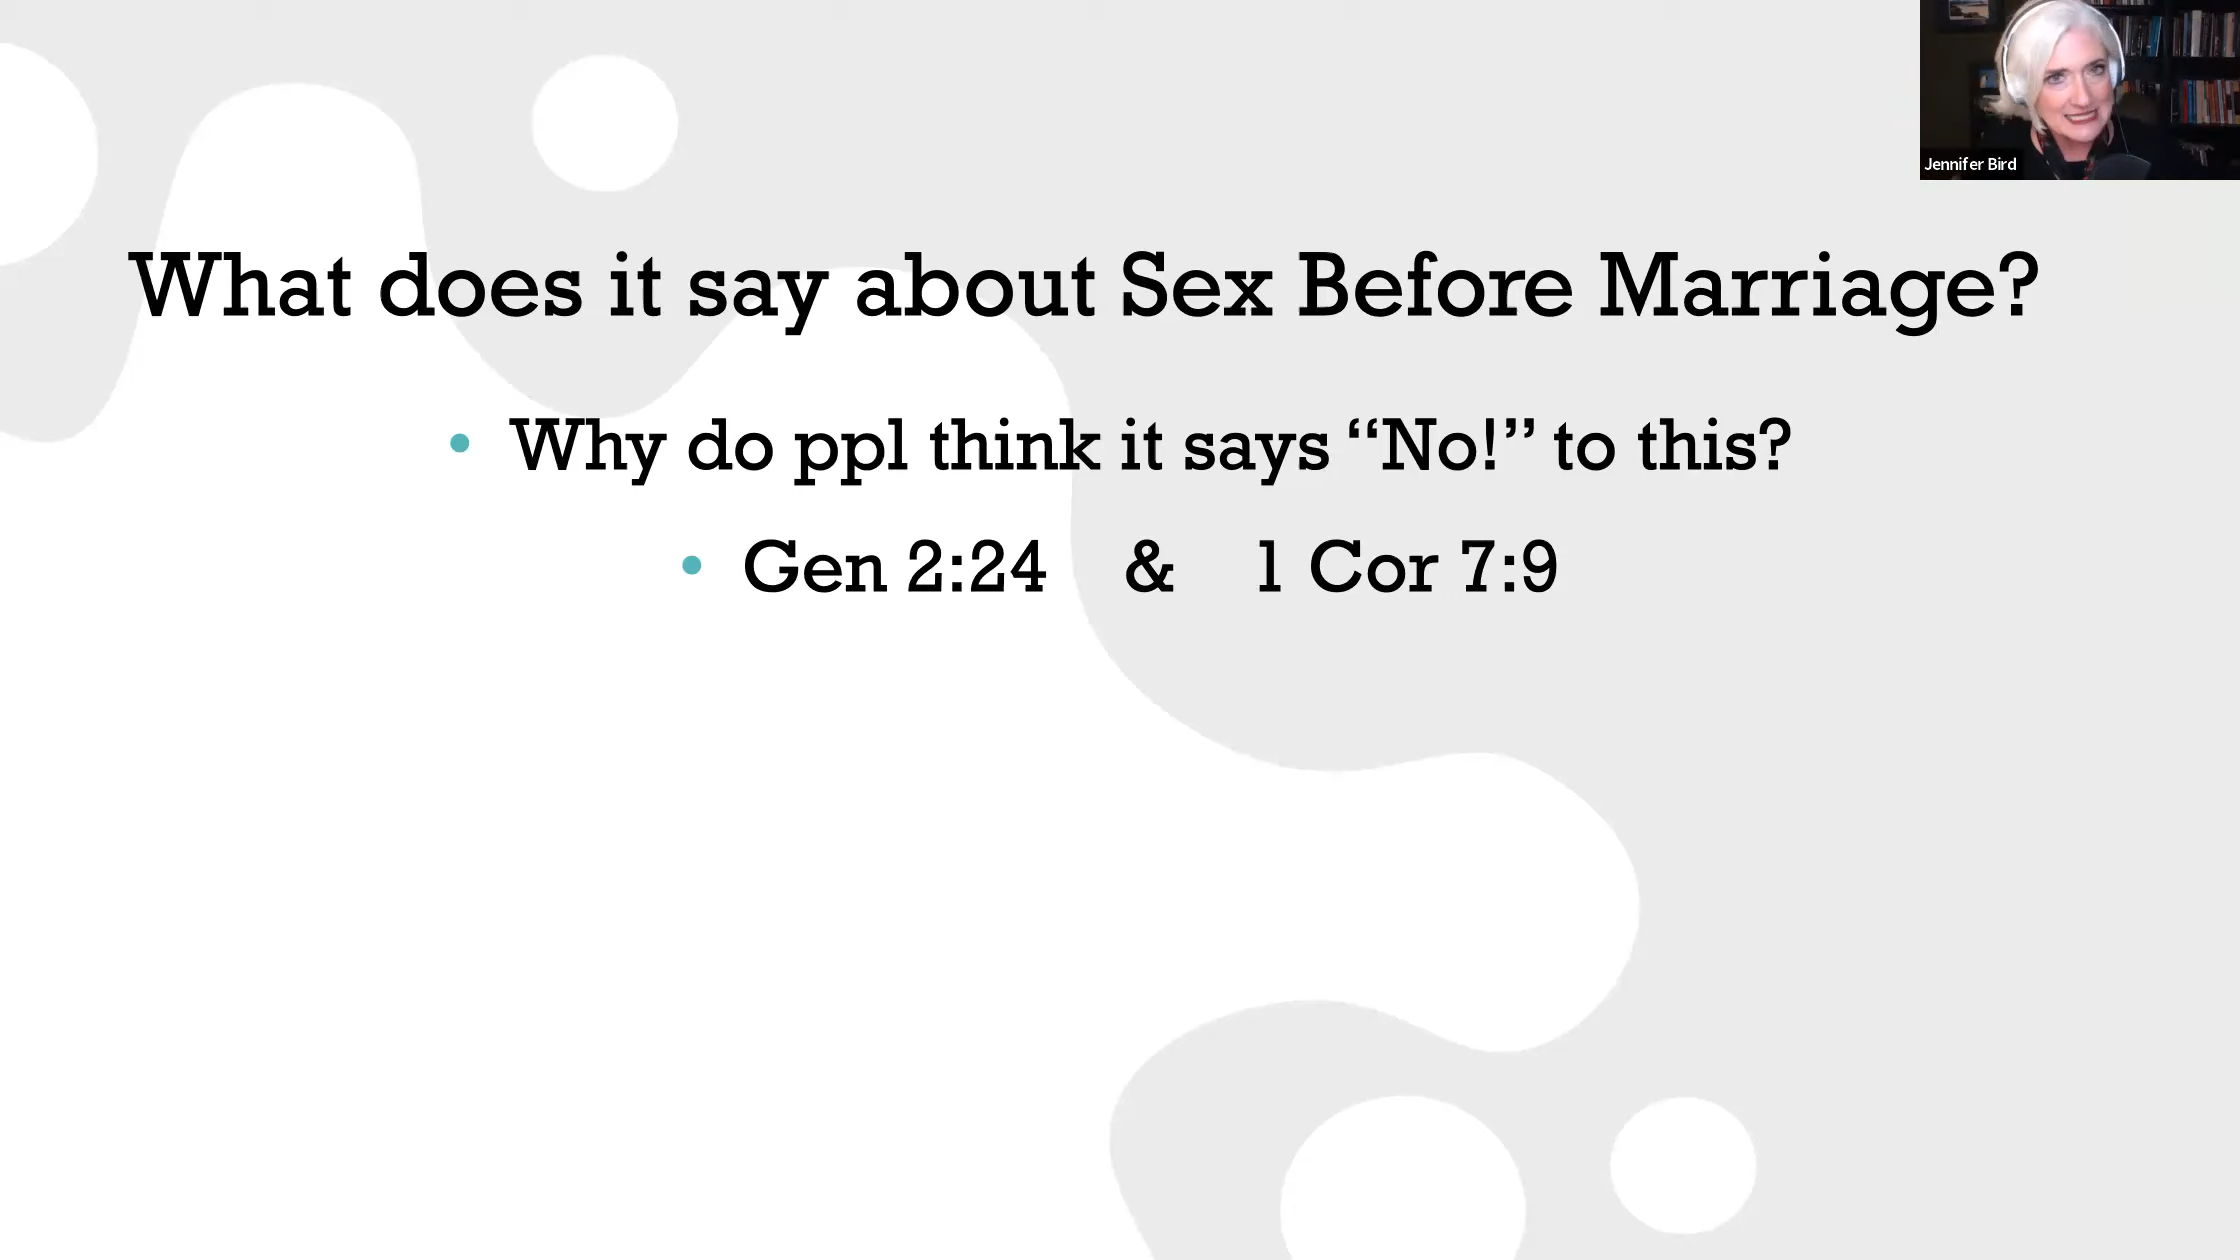 Jennifer Bird
What does it say about Sex Before Marriage?
• Why do ppl think it says “No!” to this?
• Gen 2:24 & 1 Cor 7:9